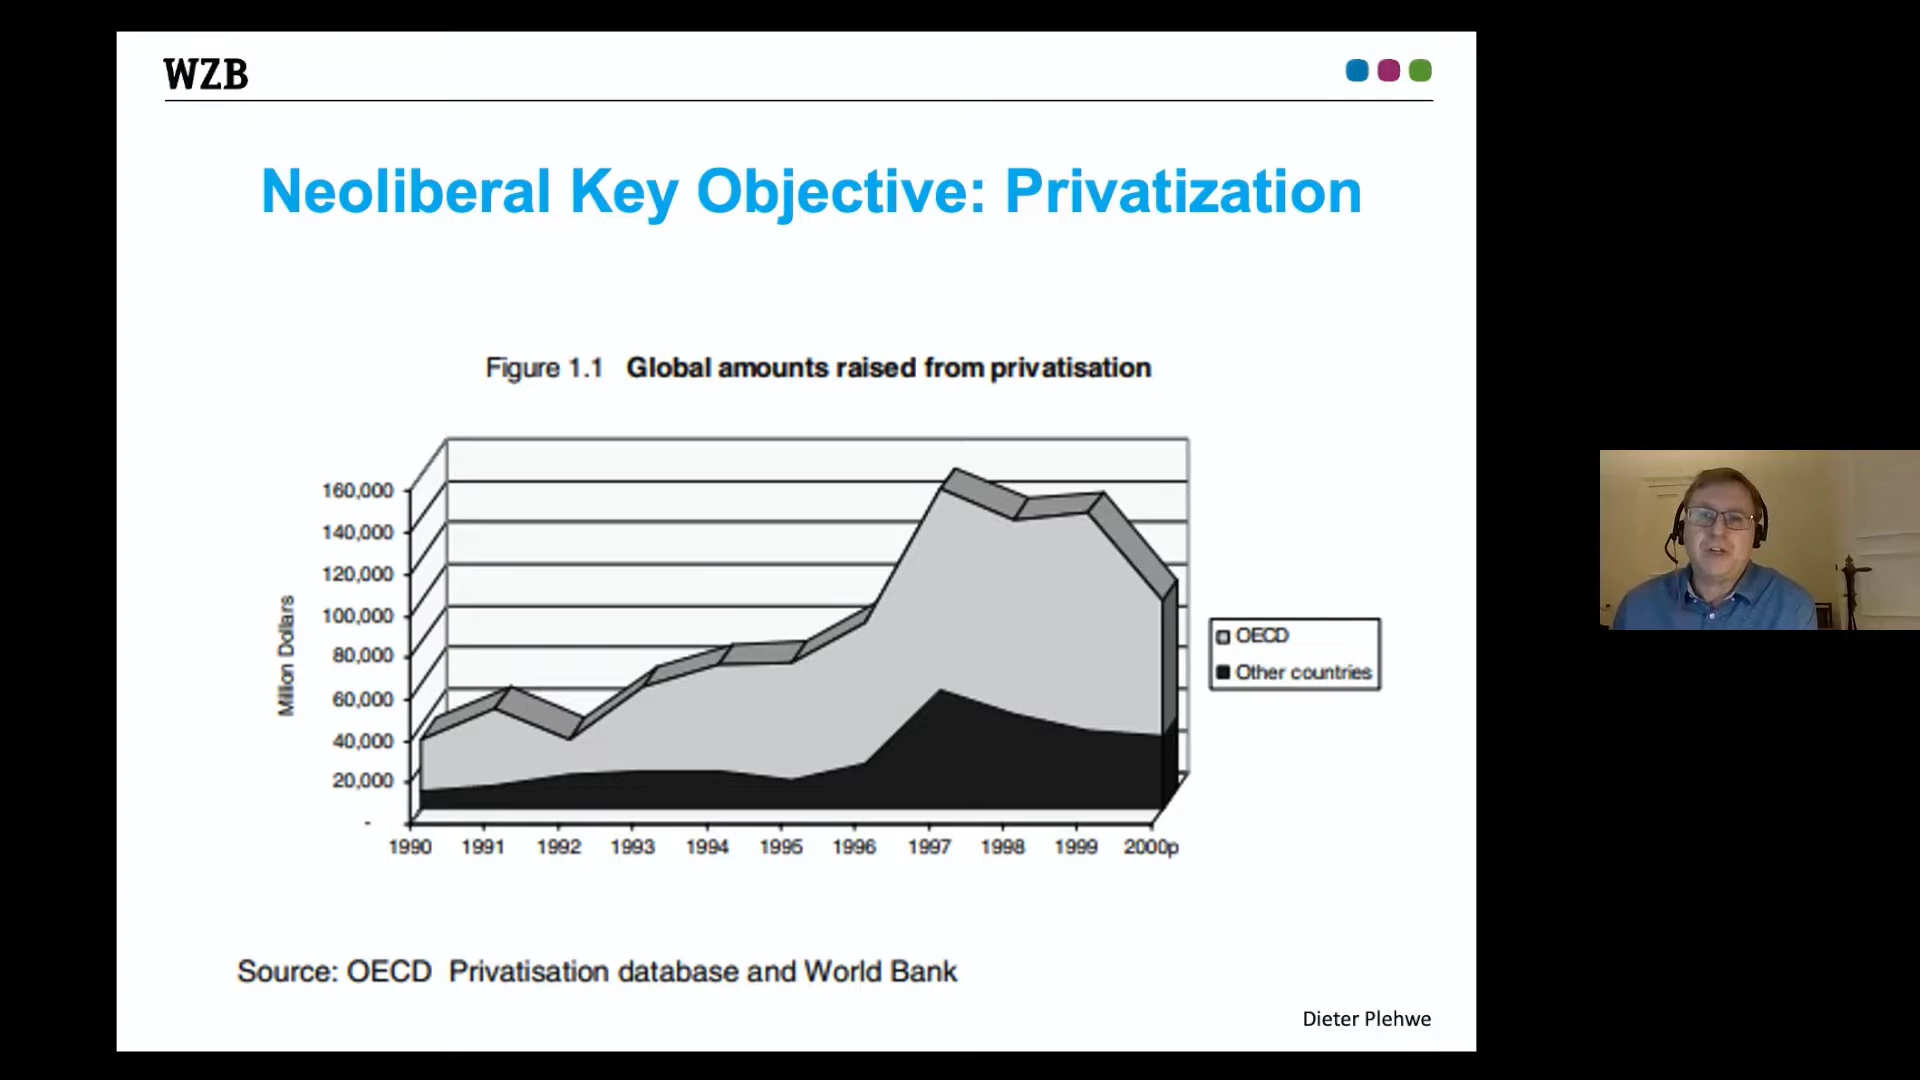 WZB
Neoliberal Key Objective: Privatization
Figure 1.1 Global amounts raised from privatisation
Million Dollars
160,000
140,000
120,000
100,000
80,000
60,000
40,000
20,000
-
1990 1991 1992 1993 1994 1995 1996 1997 1998 1999 2000p
OECD
Other countries
Source: OECD Privatisation database and World Bank
Dieter Plehwe